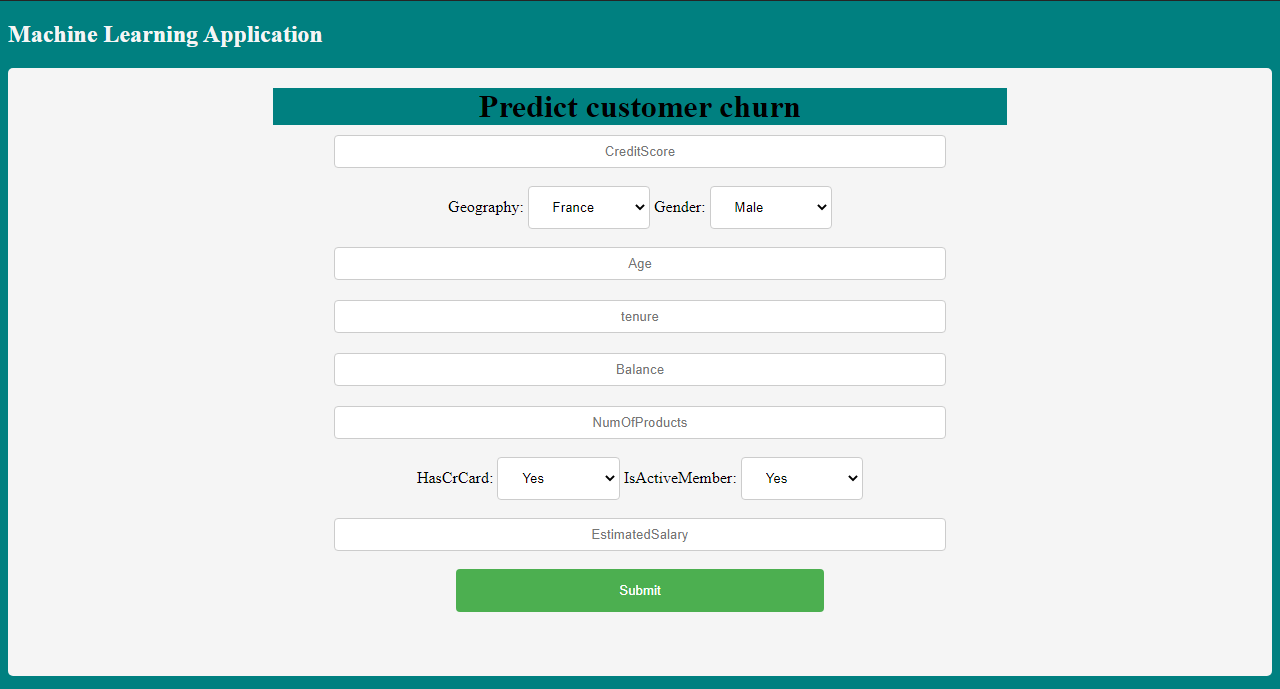 Machine Learning Application
Predict customer churn
CreditScore
Geography: France Gender: Male
Age
tenure
Balance
NumOfProducts
HasCrCard: Yes IsActiveMember: Yes
EstimatedSalary
Submit